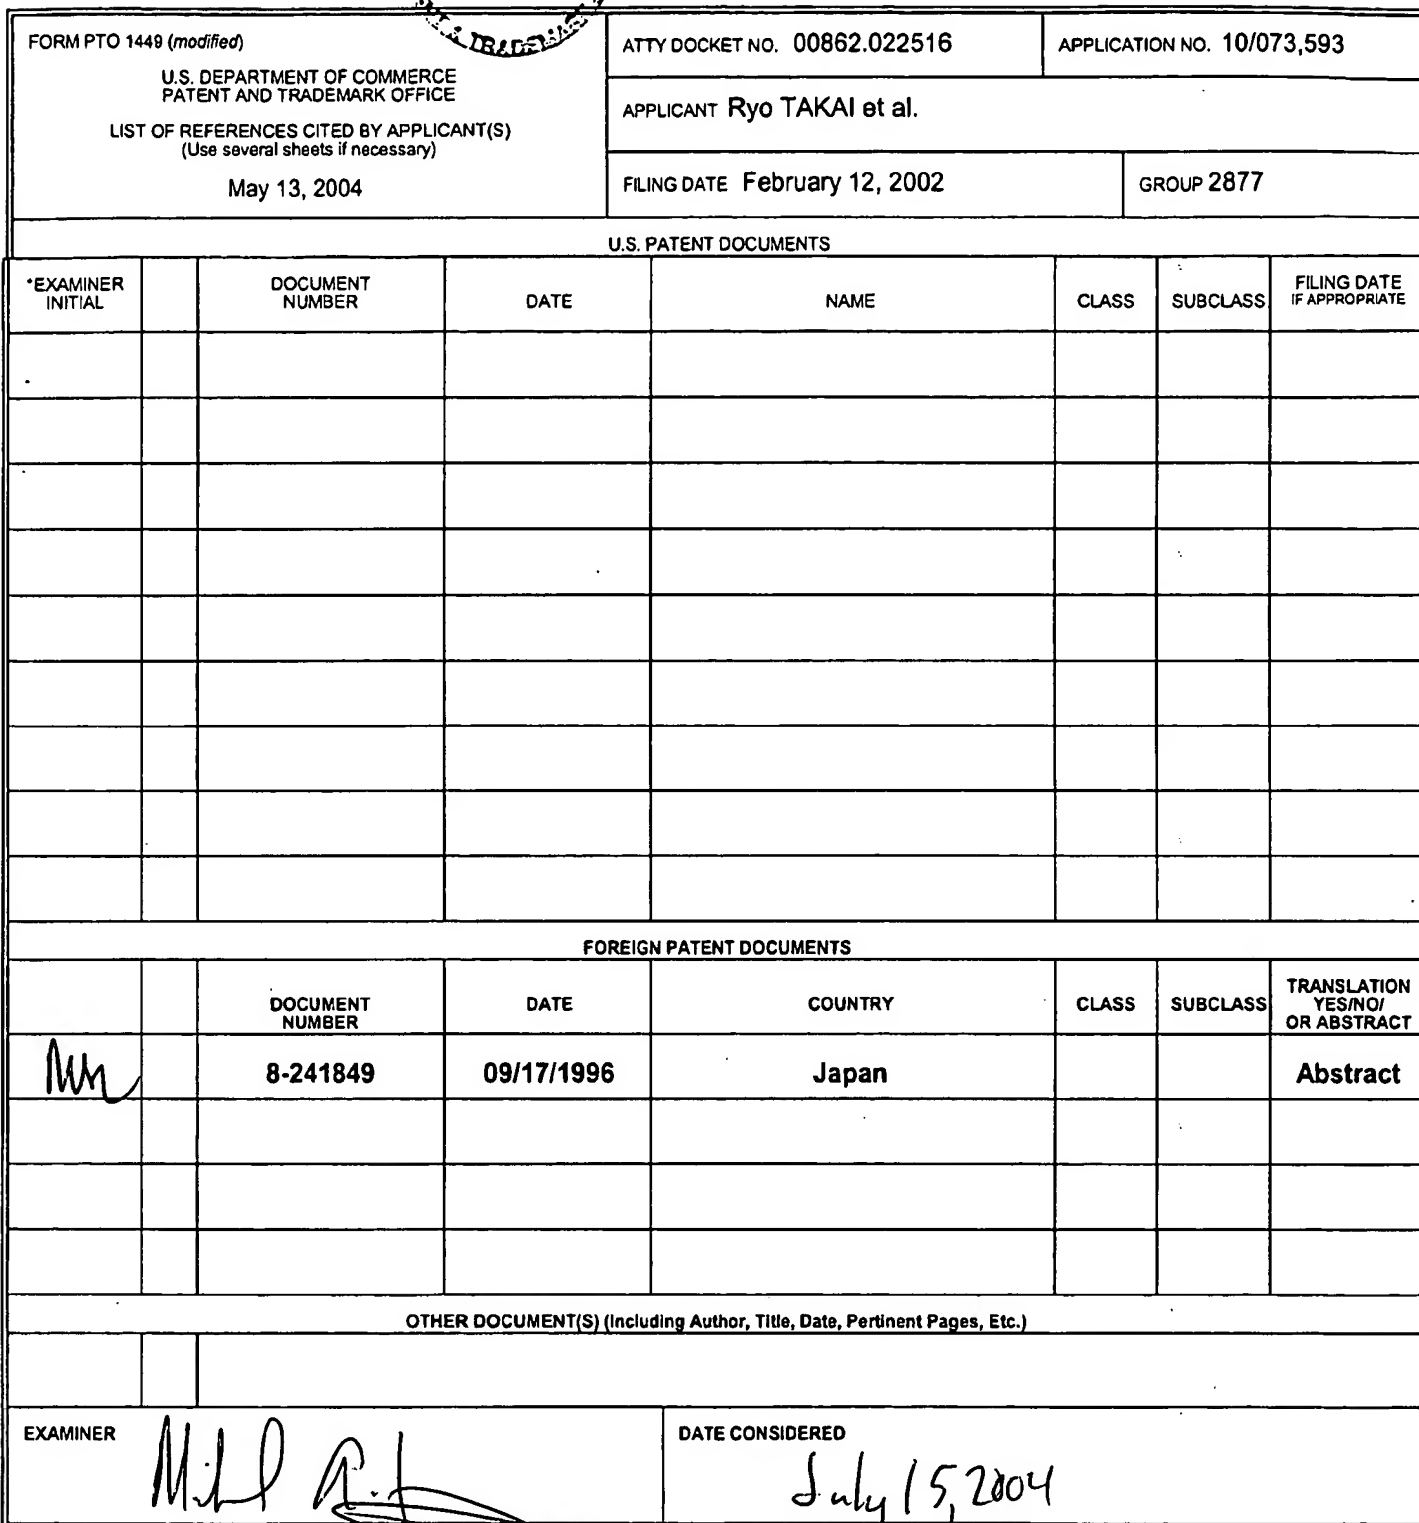 & TRADEMARK
FORM PTO 1449 (modified)
U.S. DEPARTMENT OF COMMERCE
PATENT AND TRADEMARK OFFICE
LIST OF REFERENCES CITED BY APPLICANT(S)
(Use several sheets if necessary)
May 13, 2004
ATTY DOCKET NO. 00862.022516
APPLICATION NO. 10/073,593
APPLICANT Ryo TAKAI et al.
FILING DATE February 12, 2002
GROUP 2877
U.S. PATENT DOCUMENTS
*EXAMINER
INITIAL
DOCUMENT
NUMBER
DATE
NAME
CLASS
SUBCLASS
FILING DATE
IF APPROPRIATE
FOREIGN PATENT DOCUMENTS
DOCUMENT
NUMBER
DATE
COUNTRY
CLASS
SUBCLASS
TRANSLATION
YES/NO/
OR ABSTRACT
8-241849
09/17/1996
Japan
Abstract
OTHER DOCUMENT(S) (Including Author, Title, Date, Pertinent Pages, Etc.)
EXAMINER
DATE CONSIDERED
July 15, 2004